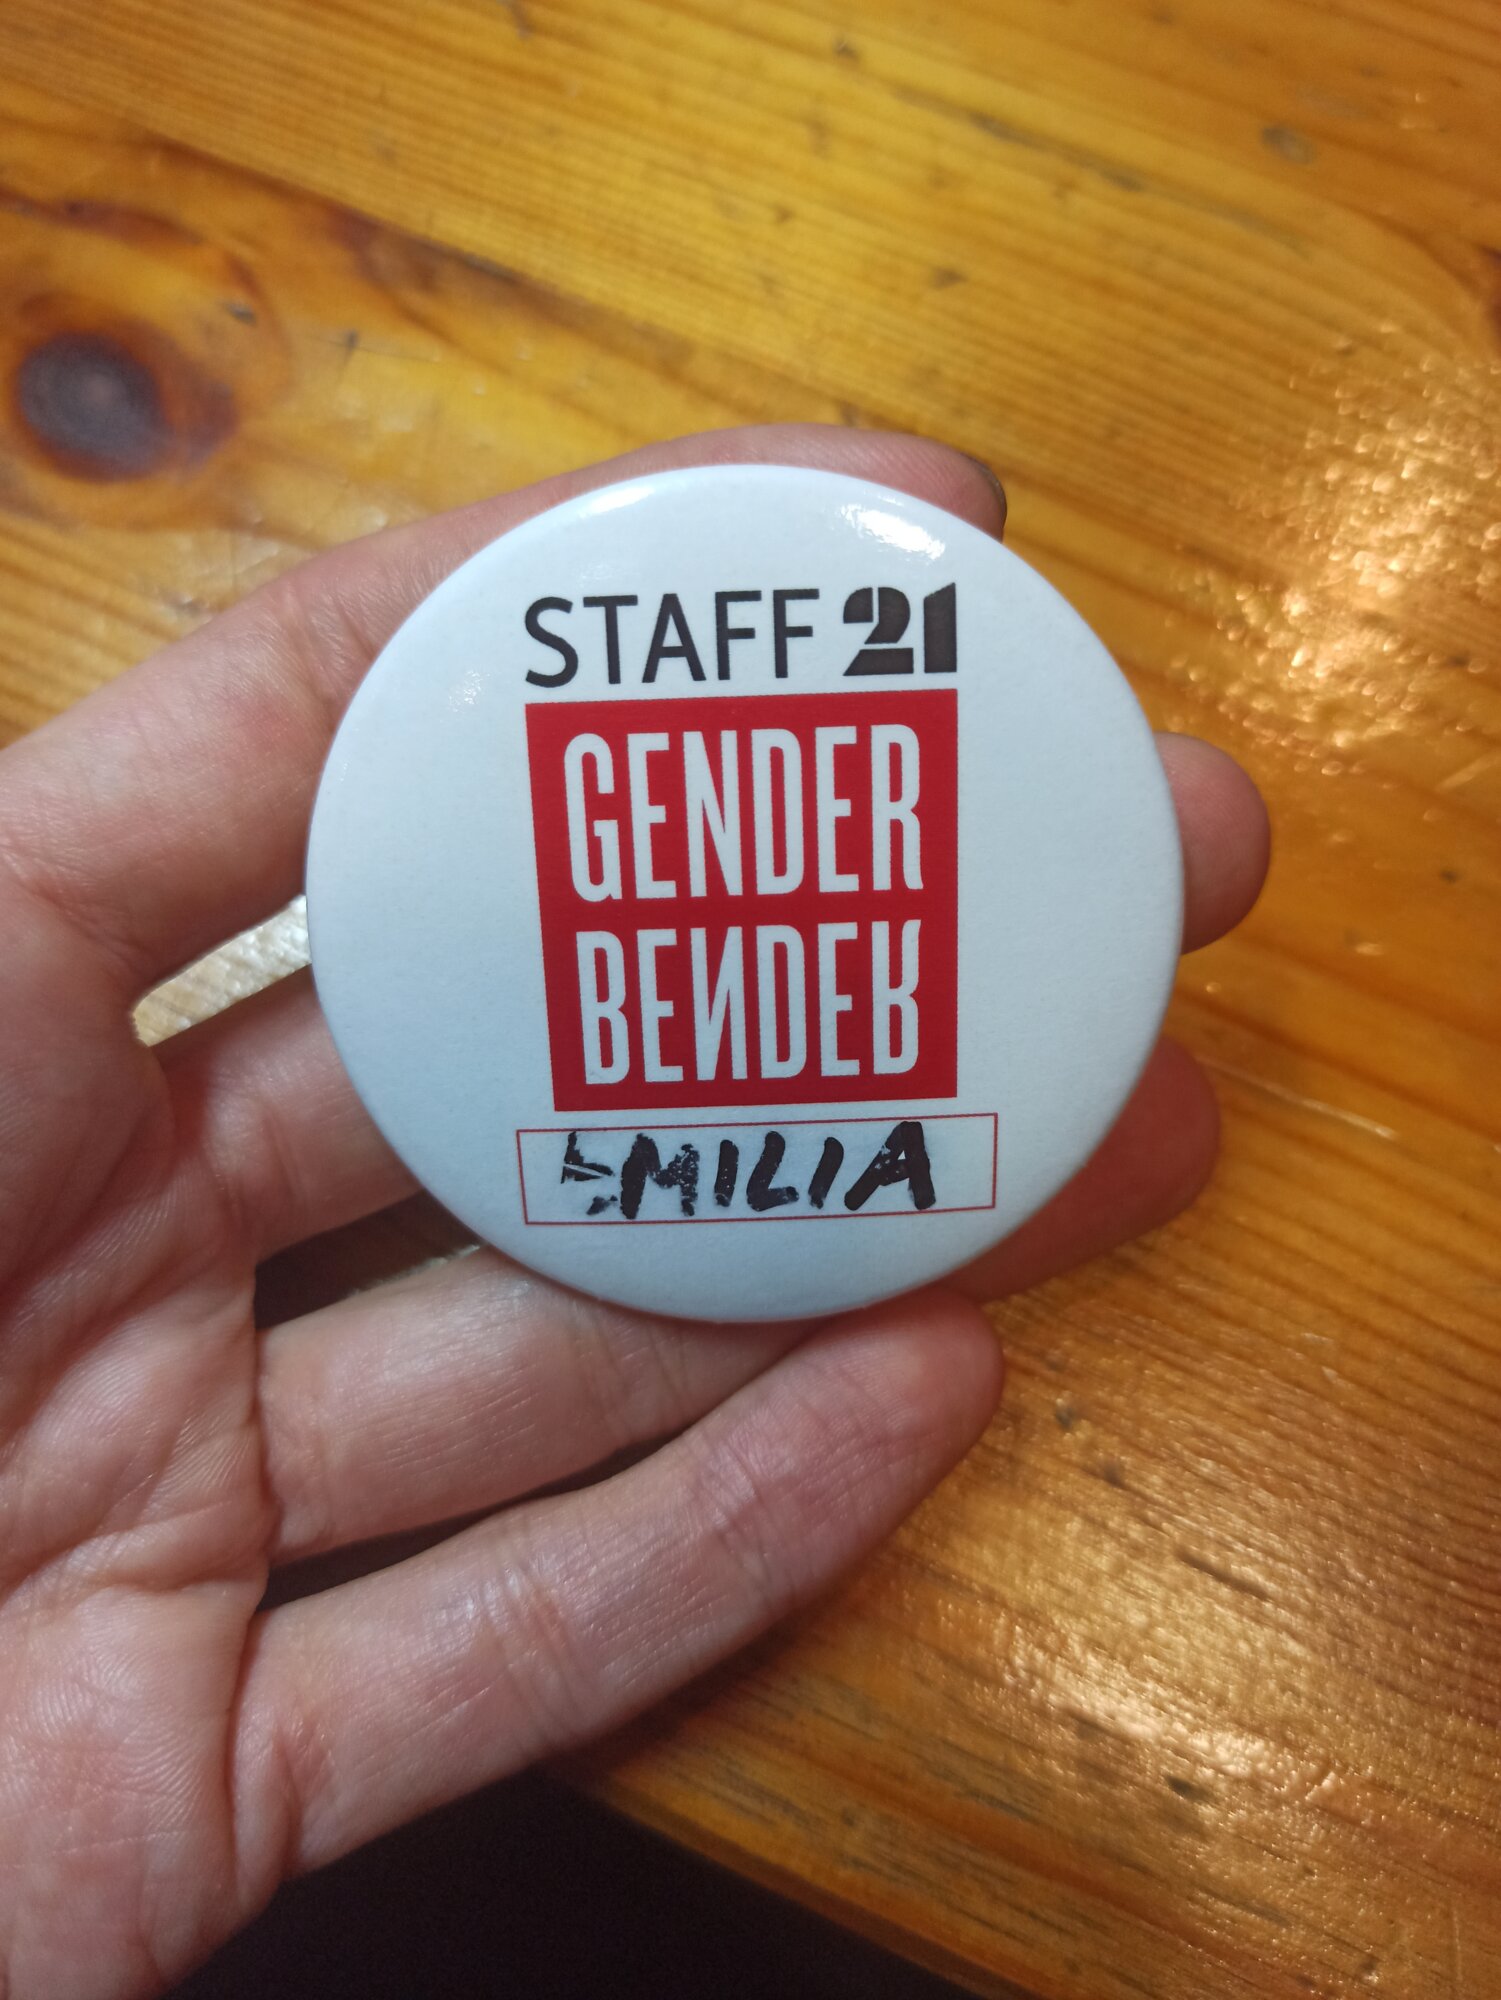 STAFF 21
GENDER
BENDER
EMILIA